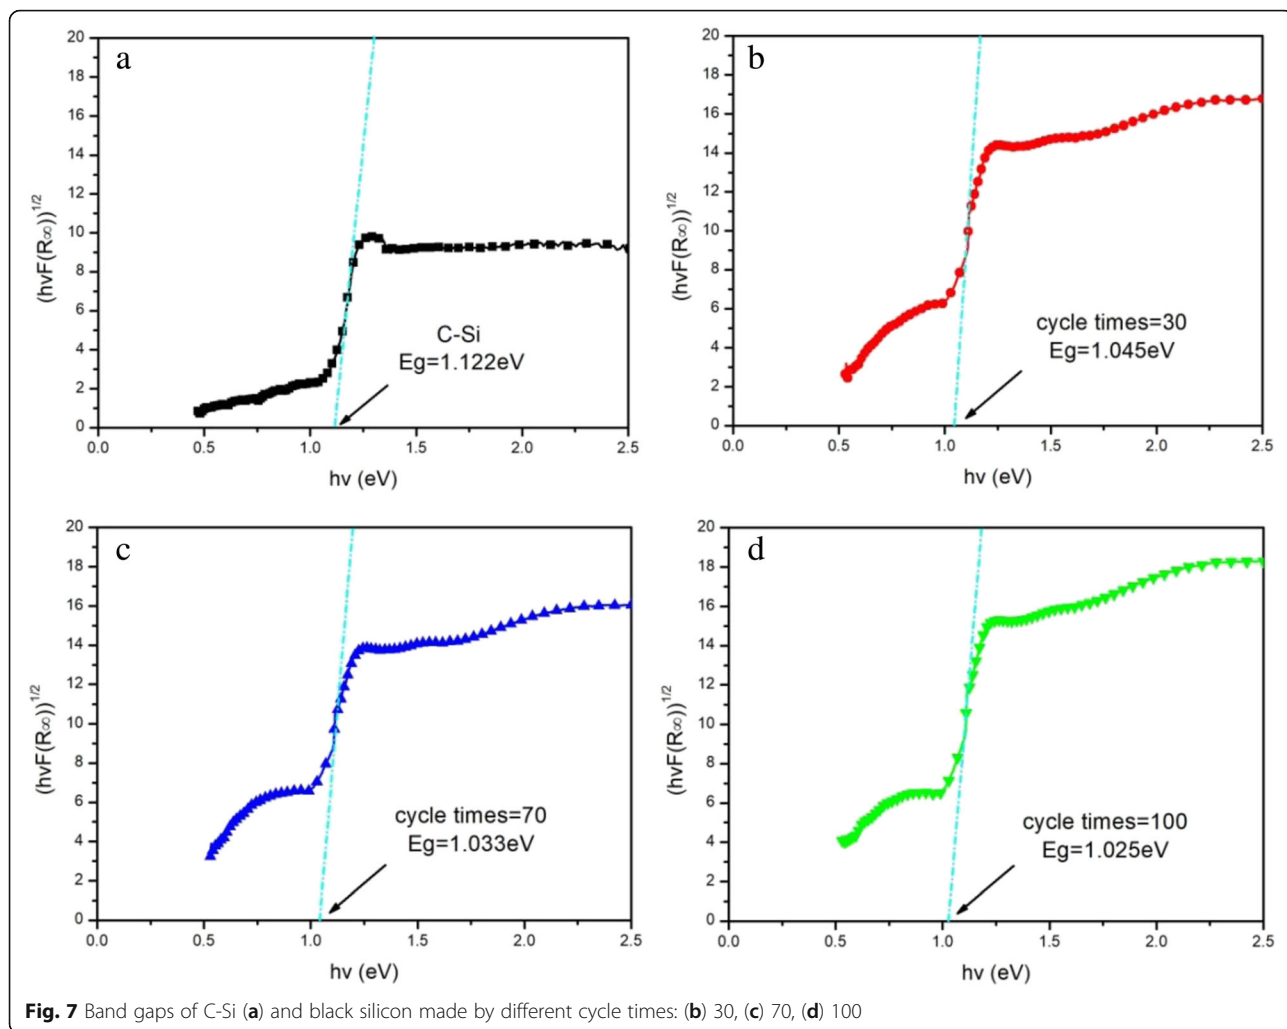 a
20
18
16
14
12
10
8
6
4
2
0
(hvF(R∞))^1/2
C-Si
Eg=1.122eV
0.0 0.5 1.0 1.5 2.0 2.5
hv (eV)
b
20
18
16
14
12
10
8
6
4
2
0
(hvF(R∞))^1/2
cycle times=30
Eg=1.045eV
0.0 0.5 1.0 1.5 2.0 2.5
hv (eV)
c
20
18
16
14
12
10
8
6
4
2
0
(hvF(R∞))^1/2
cycle times=70
Eg=1.033eV
0.0 0.5 1.0 1.5 2.0 2.5
hv (eV)
d
20
18
16
14
12
10
8
6
4
2
0
(hvF(R∞))^1/2
cycle times=100
Eg=1.025eV
0.0 0.5 1.0 1.5 2.0 2.5
hv (eV)
Fig. 7 Band gaps of C-Si (a) and black silicon made by different cycle times: (b) 30, (c) 70, (d) 100